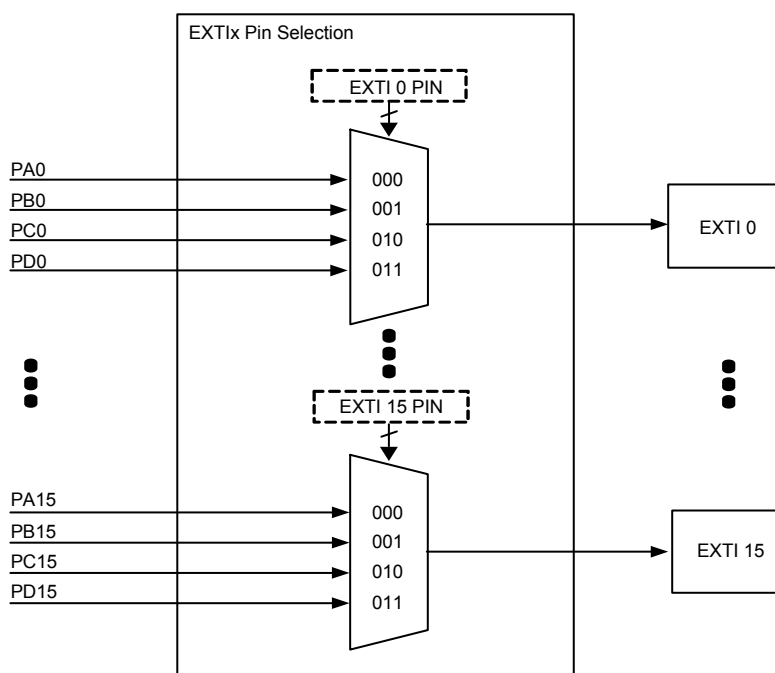 EXTIx Pin Selection
EXTI 0 PIN
PA0
PB0
PC0
PD0
000
001
010
011
EXTI 0
EXTI 15 PIN
PA15
PB15
PC15
PD15
000
001
010
011
EXTI 15